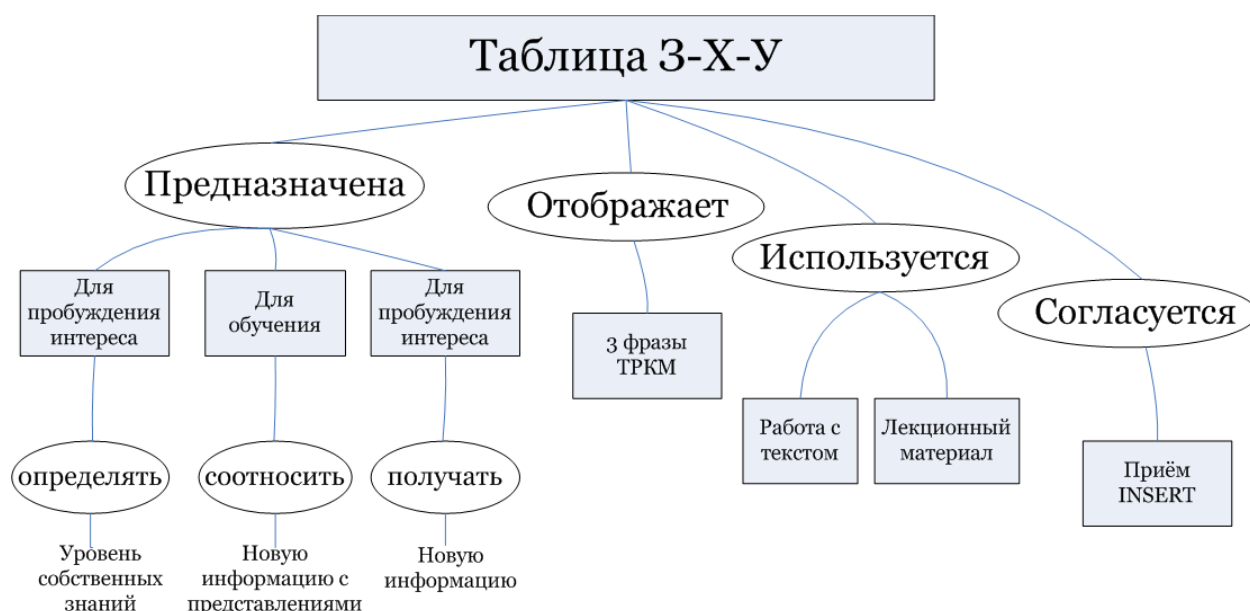 Таблица З-Х-У
Предназначена
Отображает
Используется
Согласуется
Для
пробуждения
интереса
Для
обучения
Для
пробуждения
интереса
3 фразы
ТРКМ
Работа с
текстом
Лекционный
материал
Приём
INSERT
определять
соотносить
получать
Уровень
собственных
знаний
Новую
информацию с
представлениями
Новую
информацию